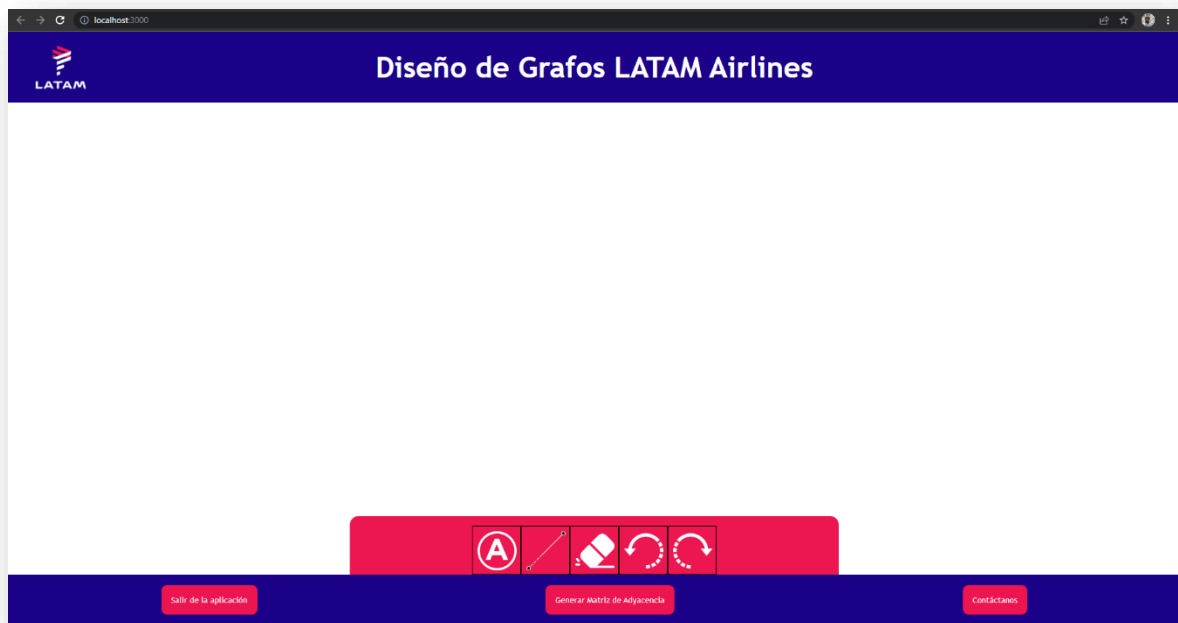 localhost:3000
LATAM
Diseño de Grafos LATAM Airlines
A
Salir de la aplicación
Generar Matriz de Adyacencia
Contáctanos